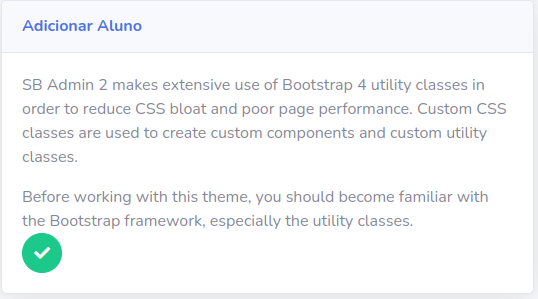 Adicionar Aluno
SB Admin 2 makes extensive use of Bootstrap 4 utility classes in
order to reduce CSS bloat and poor page performance. Custom CSS
classes are used to create custom components and custom utility
classes.
Before working with this theme, you should become familiar with
the Bootstrap framework, especially the utility classes.